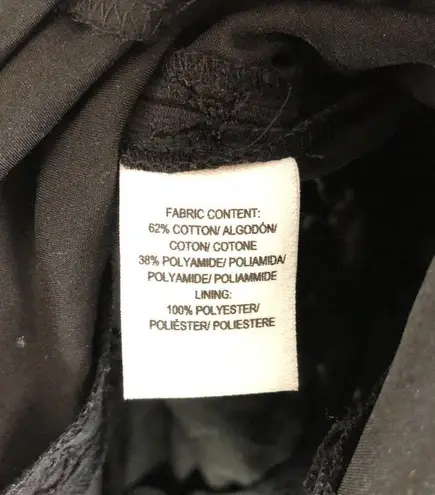 FABRIC CONTENT:
62% COTTON/ ALGODÓN/
COTON/ COTONE
38% POLYAMIDE/ POLIAMIDA/
POLYAMIDE/ POLIAMMIDE
LINING:
100% POLYESTER/
POLIÉSTER/ POLIESTERE